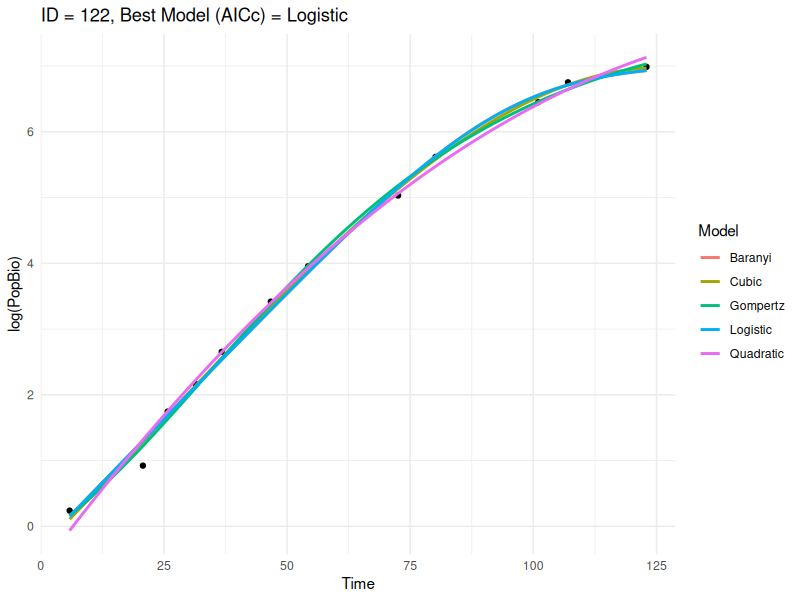 ID = 122, Best Model (AICc) = Logistic
log(PopBio)
6
4
2
0
0 25 50 75 100 125
Time
Model
Baranyi
Cubic
Gompertz
Logistic
Quadratic